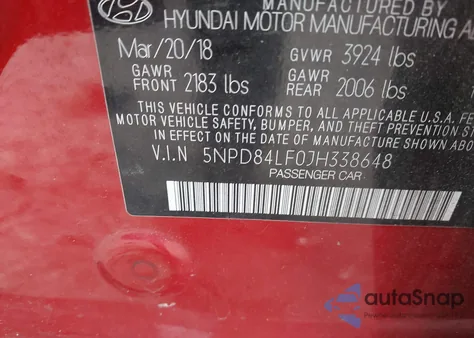 MANUFACTURED BY
HYUNDAI MOTOR MANUFACTURING
Mar/20/18 GVWR 3924 lbs
GAWR FRONT 2183 lbs GAWR REAR 2006 lbs
THIS VEHICLE CONFORMS TO ALL APPLICABLE U.S.A. FE
MOTOR VEHICLE SAFETY, BUMPER, AND THEFT
IN EFFECT ON THE DATE OF MANUFACTURE SHOWN ABOV
V.I.N 5NPD84LF0JH338648
PASSENGER CAR
autoSnap